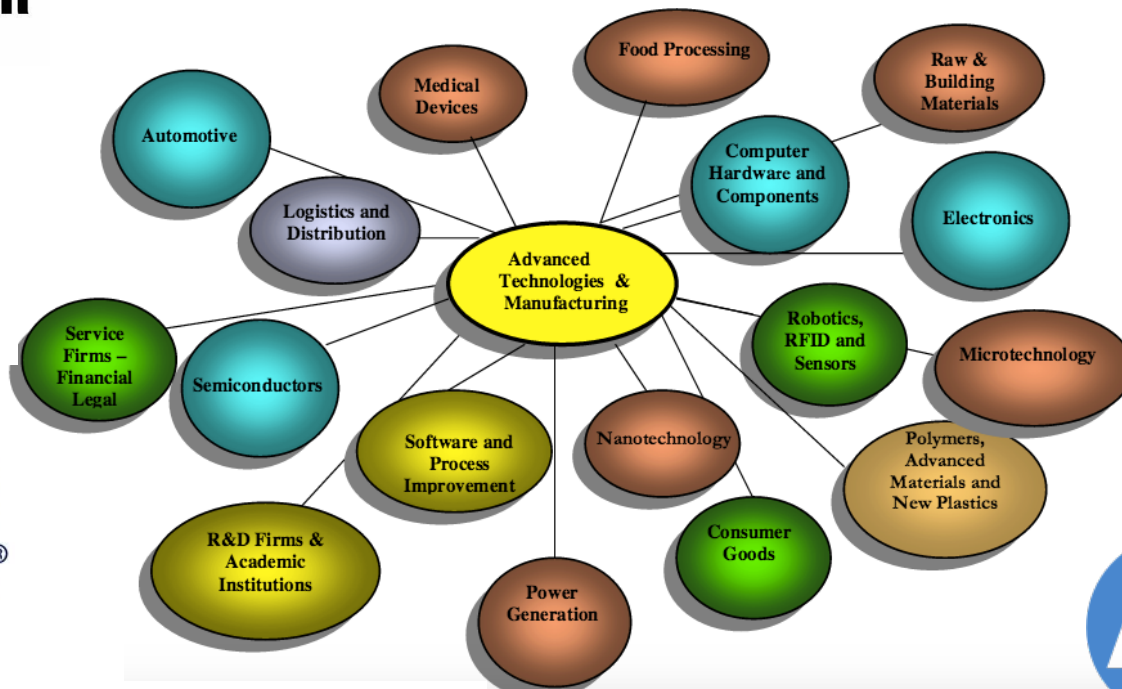 Food Processing
Raw &
Building
Materials
Medical
Devices
Automotive
Computer
Hardware and
Components
Logistics and
Distribution
Electronics
Advanced
Technologies &
Manufacturing
Service
Firms –
Financial
Legal
Semiconductors
Robotics,
RFID and
Sensors
Microtechnology
Software and
Process
Improvement
Nanotechnology
Polymers,
Advanced
Materials and
New Plastics
R&D Firms &
Academic
Institutions
Consumer
Goods
Power
Generation
®